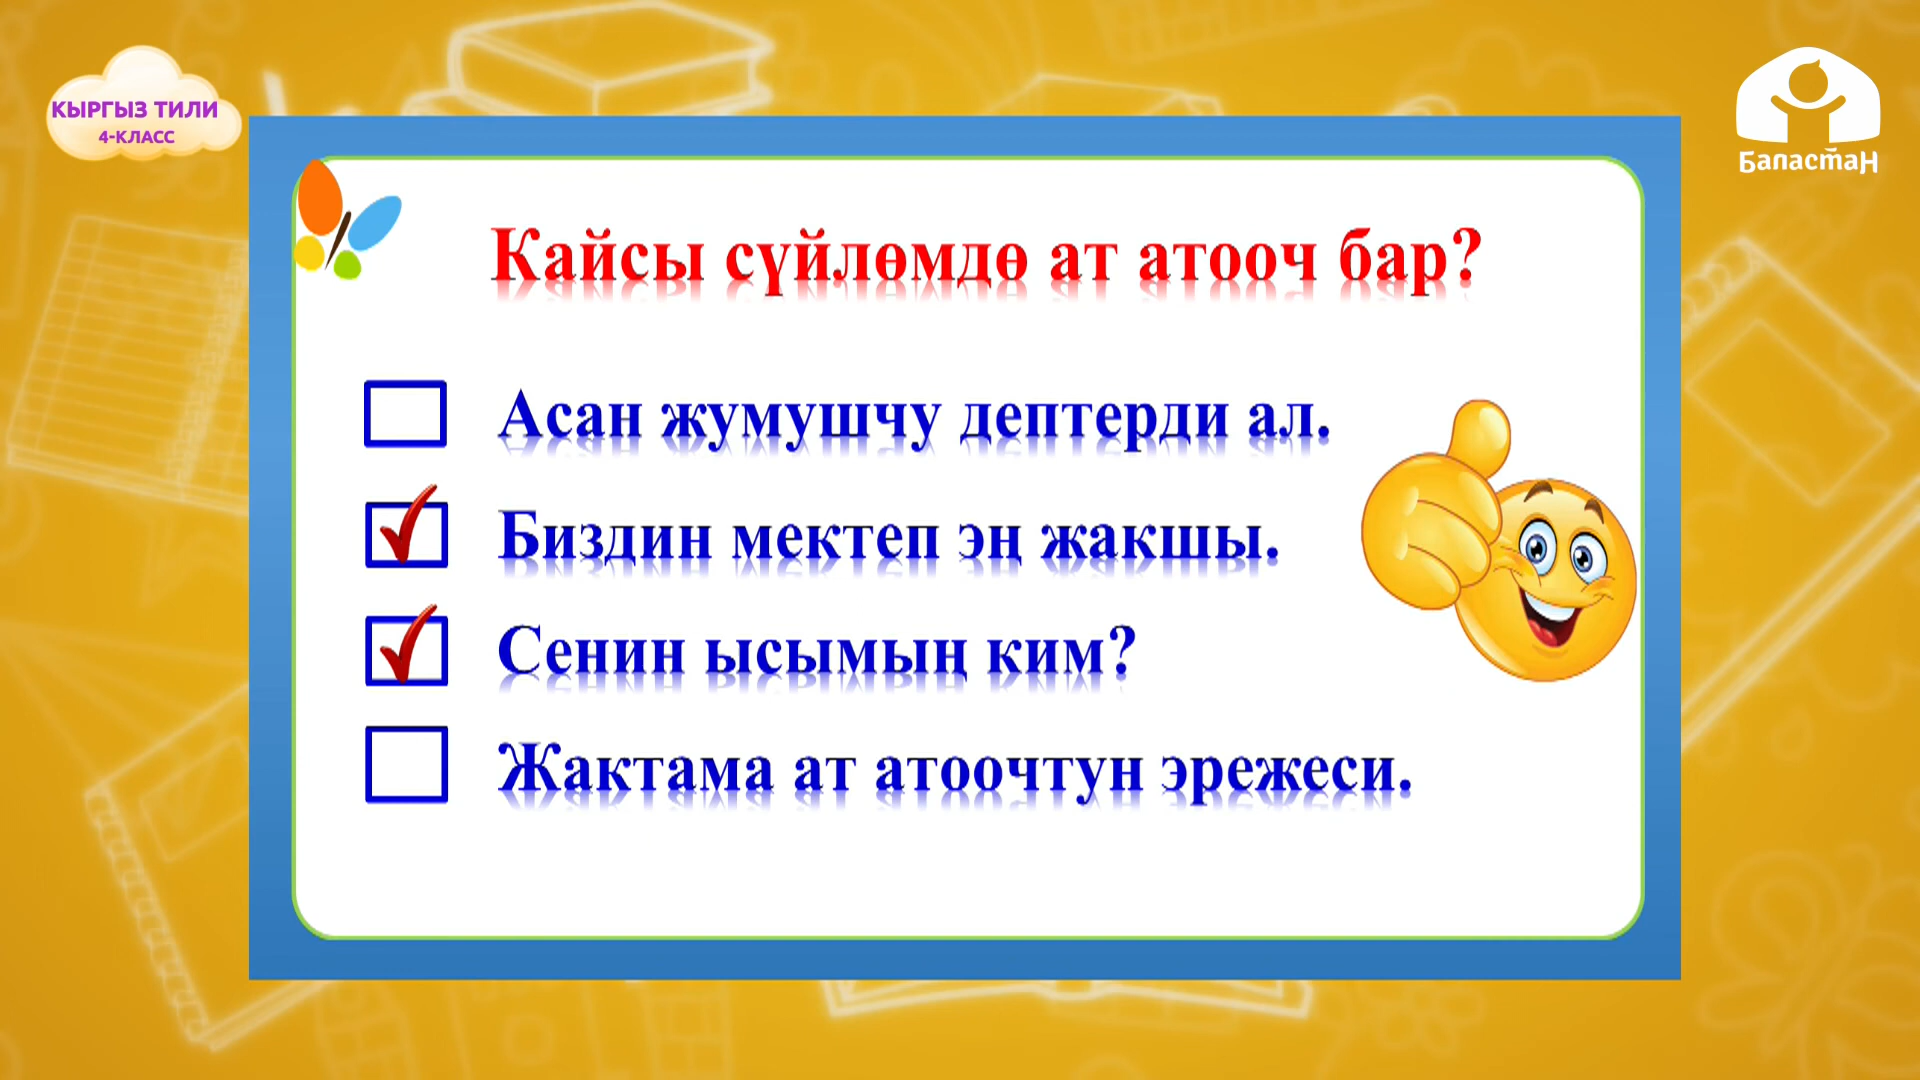 КЫРГЫЗ ТИЛИ
4-КЛАСС
Баластан
Кайсы сүйлөмдө ат атооч бар?
Асан жумушчу дептерди ал.
Биздин мектеп эң жакшы.
Сенин ысымың ким?
Жактама ат атоочтун эрежеси.